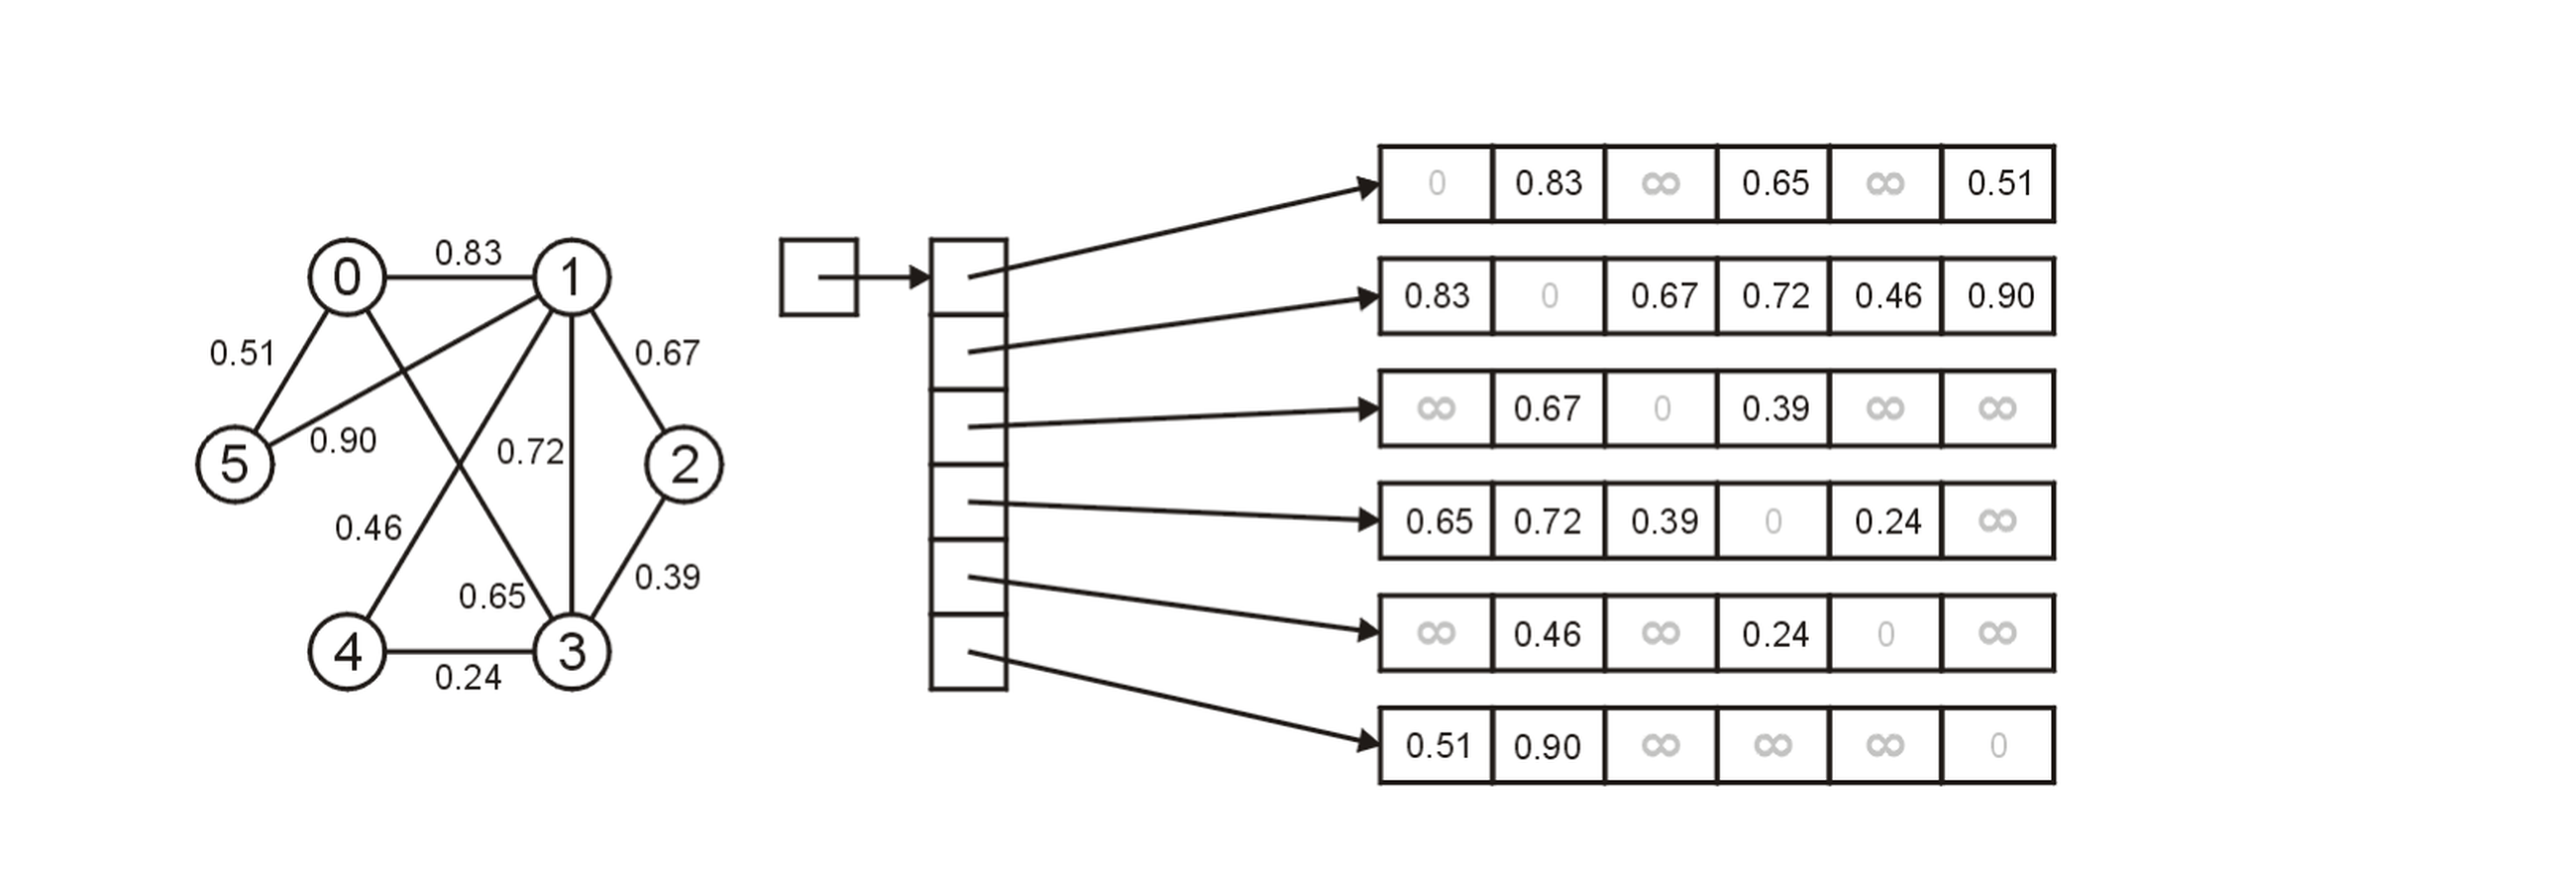 0 0.83 1
0.51 0.67
5 0.90 0.72 2
0.46
0.65 0.39
4 0.24 3
0 0.83 ∞ 0.65 ∞ 0.51
0.83 0 0.67 0.72 0.46 0.90
∞ 0.67 0 0.39 ∞ ∞
0.65 0.72 0.39 0 0.24 ∞
∞ 0.46 ∞ 0.24 0 ∞
0.51 0.90 ∞ ∞ ∞ 0